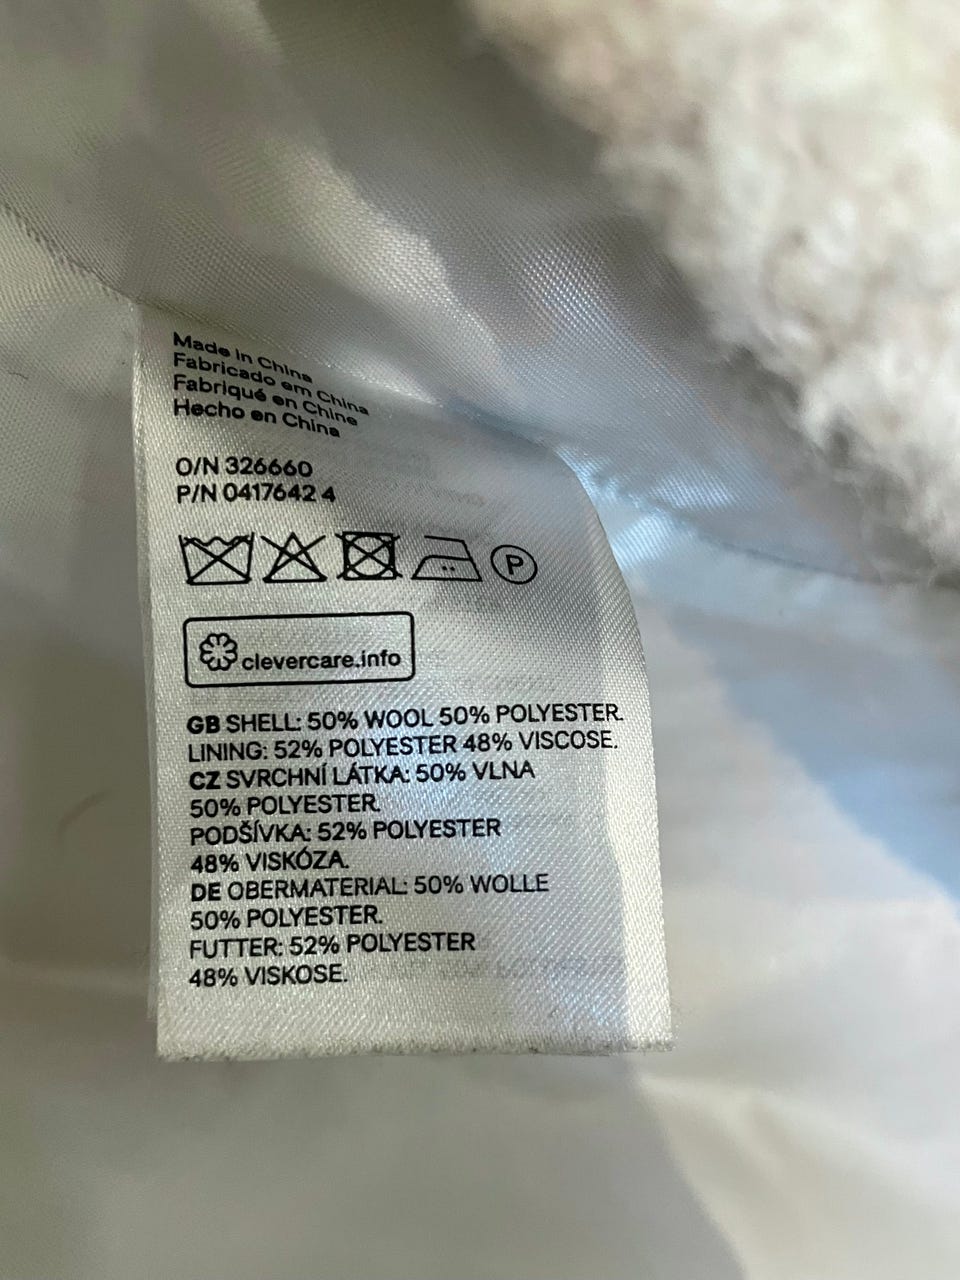 Made in China
Fabricado em China
Fabriqué en Chine
Hecho en China
O/N 326660
P/N 0417642 4
P
clevercare.info
GB SHELL: 50% WOOL 50% POLYESTER.
LINING: 52% POLYESTER 48% VISCOSE.
CZ SVRCHNÍ LÁTKA: 50% VLNA
50% POLYESTER.
PODŠÍVKA: 52% POLYESTER
48% VISKÓZA.
DE OBERMATERIAL: 50% WOLLE
50% POLYESTER.
FUTTER: 52% POLYESTER
48% VISKOSE.